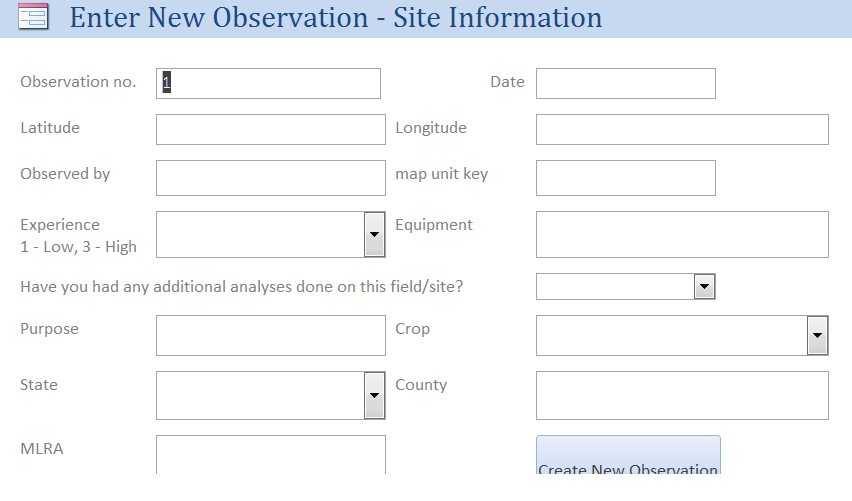 Enter New Observation - Site Information
Observation no. 1 Date
Latitude Longitude
Observed by map unit key
Experience Equipment
1 - Low, 3 - High
Have you had any additional analyses done on this field/site?
Purpose Crop
State County
MLRA
Create New Observation